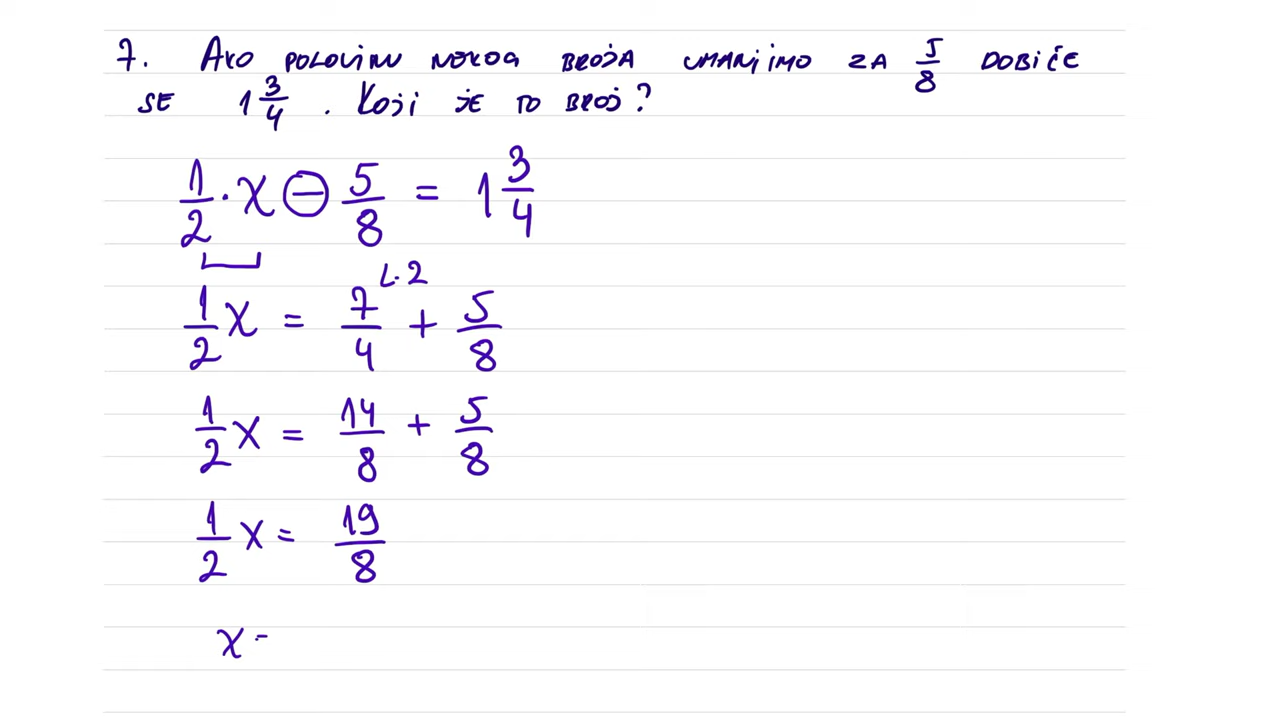 7. AKO POLOVINU NEKOG BROJA UMANJIMO ZA 5/8 DOBIĆE
SE 1 3/4 . KOJI JE TO BROJ?
1/2 · x ⊖ 5/8 = 1 3/4
1/2 x = 7/4 ∠·2 + 5/8
1/2 x = 14/8 + 5/8
1/2 x = 19/8
x =